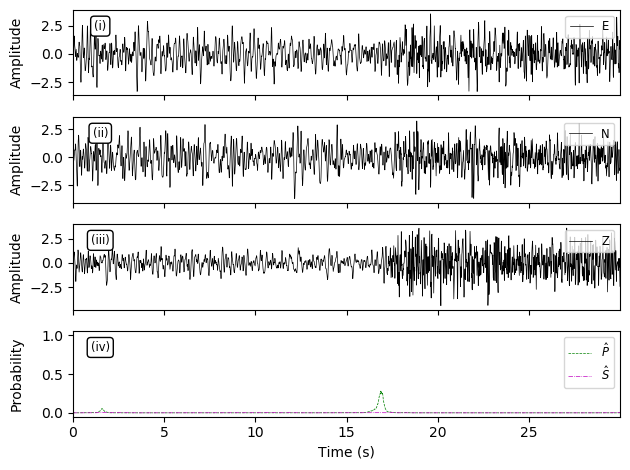 Amplitude
2.5
0.0
−2.5
(i)
E
Amplitude
2.5
0.0
−2.5
(ii)
N
Amplitude
2.5
0.0
−2.5
(iii)
Z
Probability
1.0
0.5
0.0
(iv)
P̂
Ŝ
0 5 10 15 20 25
Time (s)